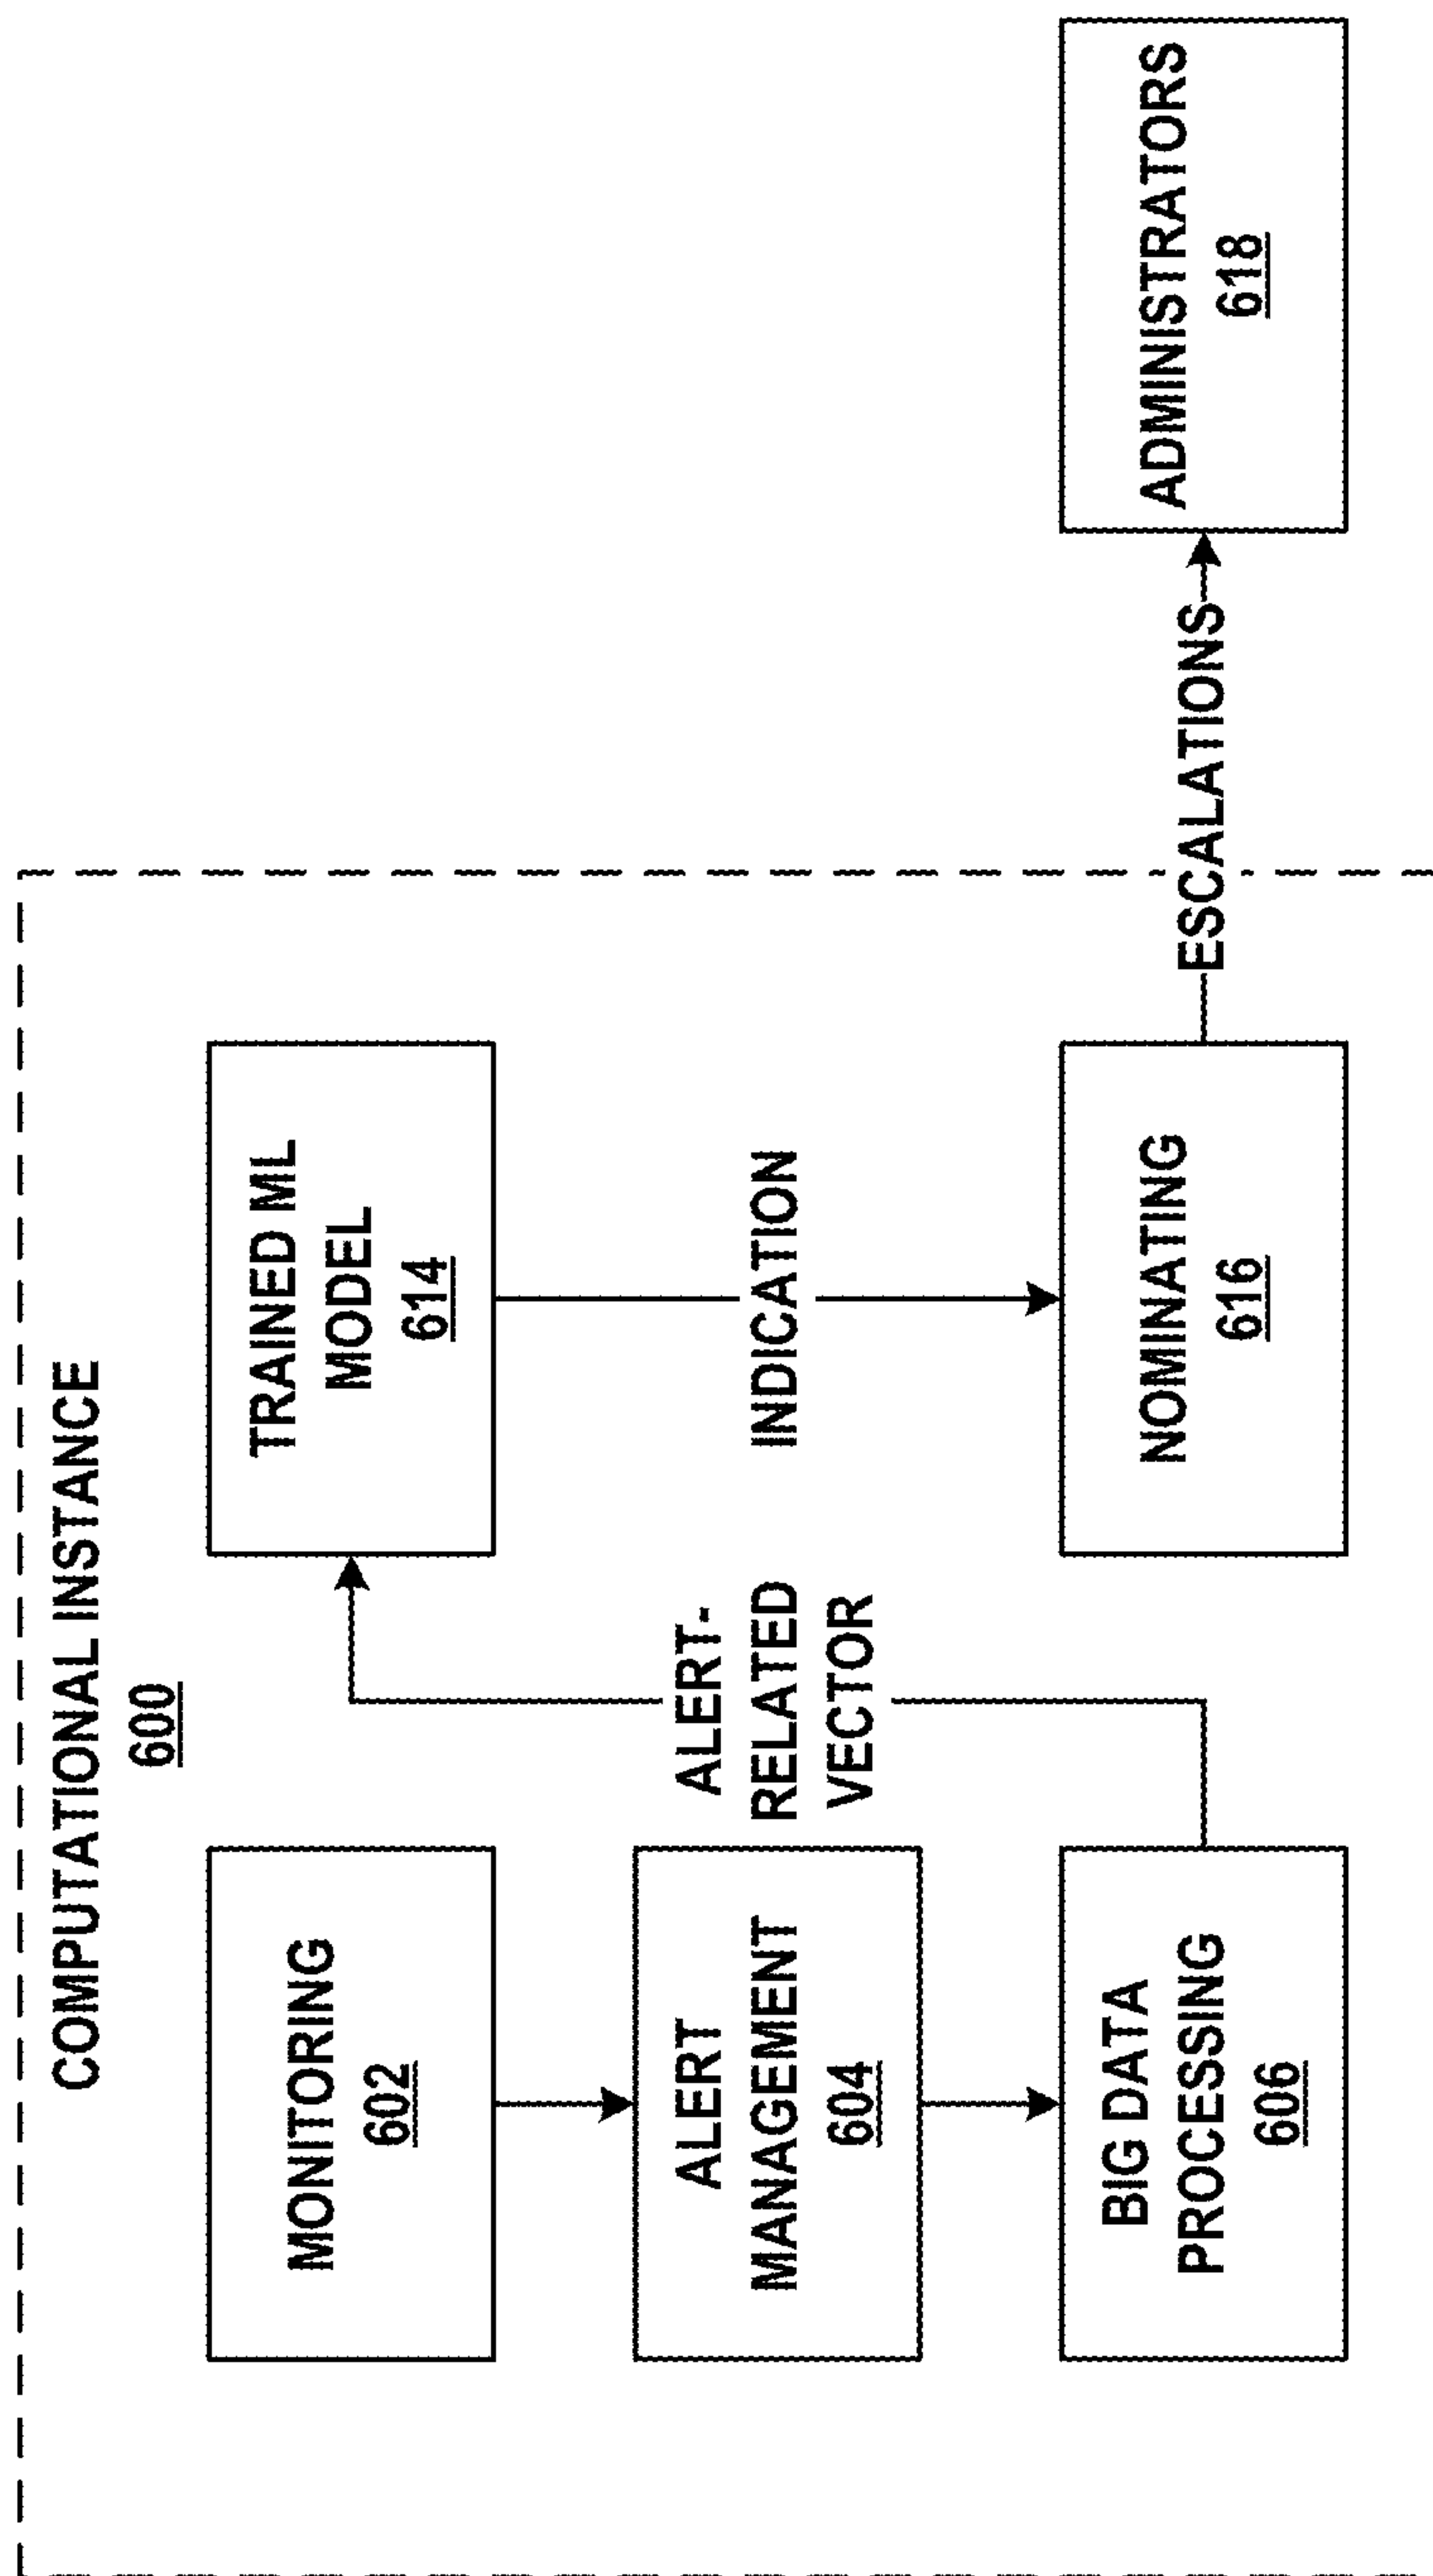 COMPUTATIONAL INSTANCE
600
MONITORING
602
ALERT
MANAGEMENT
604
BIG DATA
PROCESSING
606
ALERT-
RELATED
VECTOR
TRAINED ML
MODEL
614
INDICATION
NOMINATING
616
ESCALATIONS
ADMINISTRATORS
618